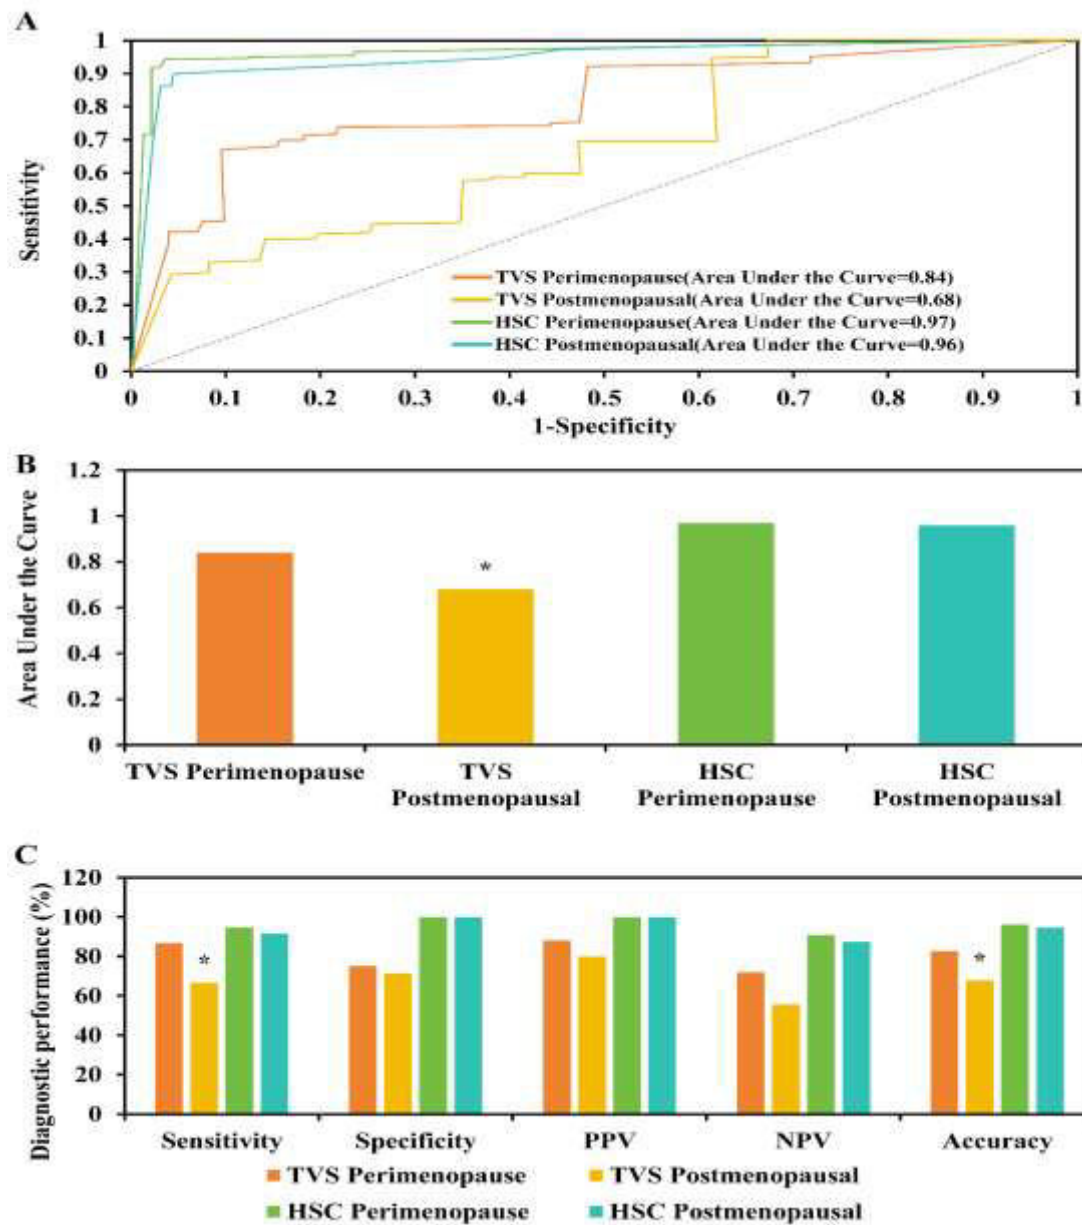 A
1
0.9
0.8
0.7
0.6
0.5
0.4
0.3
0.2
0.1
0
Sensitivity
TVS Perimenopause(Area Under the Curve=0.84)
TVS Postmenopausal(Area Under the Curve=0.68)
HSC Perimenopause(Area Under the Curve=0.97)
HSC Postmenopausal(Area Under the Curve=0.96)
0 0.1 0.2 0.3 0.4 0.5 0.6 0.7 0.8 0.9 1
1-Specificity
B
1.2
1
0.8
0.6
0.4
0.2
0
Area Under the Curve
*
TVS Perimenopause TVS HSC HSC
Postmenopausal Perimenopause Postmenopausal
C
120
100
80
60
40
20
0
Diagnostic performance (%)
* *
Sensitivity Specificity PPV NPV Accuracy
TVS Perimenopause TVS Postmenopausal
HSC Perimenopause HSC Postmenopausal